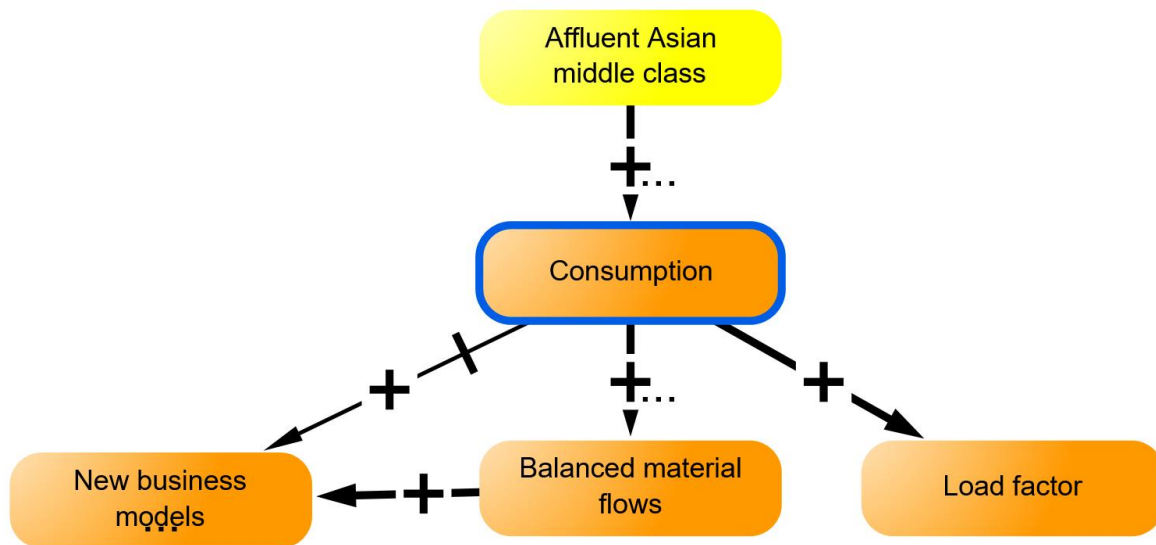 Affluent Asian
middle class
+...
Consumption
+
+...
+
New business
models
...
+
Balanced material
flows
Load factor